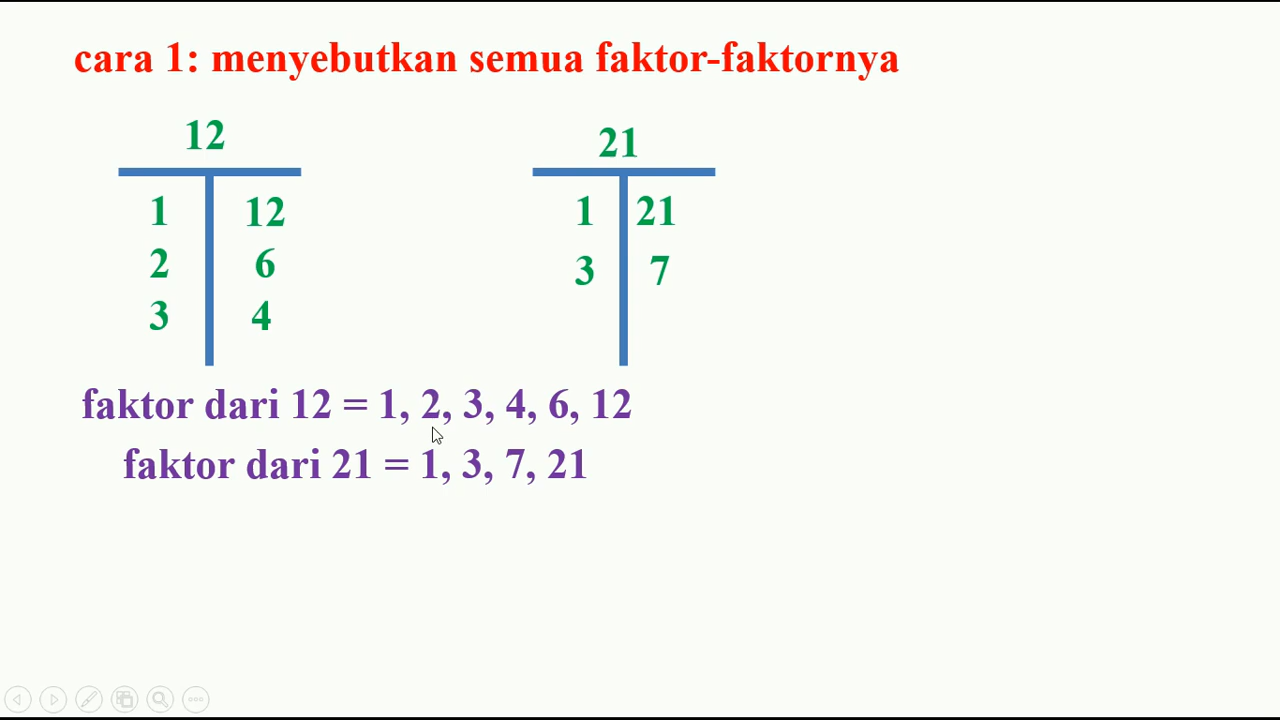 cara 1: menyebutkan semua faktor-faktornya
12
1 12
2 6
3 4
21
1 21
3 7
faktor dari 12 = 1, 2, 3, 4, 6, 12
faktor dari 21 = 1, 3, 7, 21